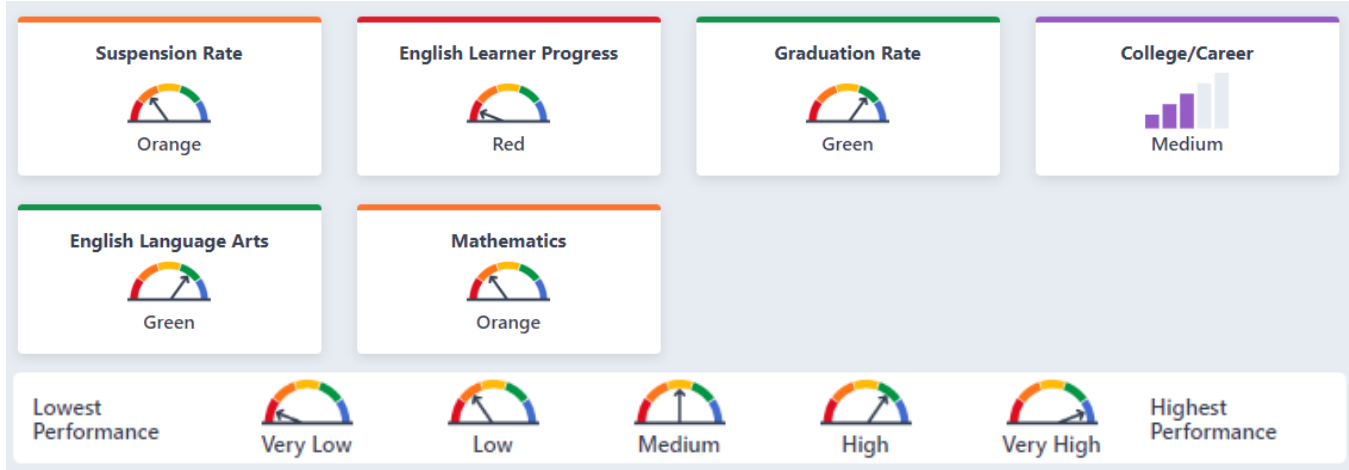 Suspension Rate
Orange
English Learner Progress
Red
Graduation Rate
Green
College/Career
Medium
English Language Arts
Green
Mathematics
Orange
Lowest
Performance
Very Low
Low
Medium
High
Very High
Highest
Performance